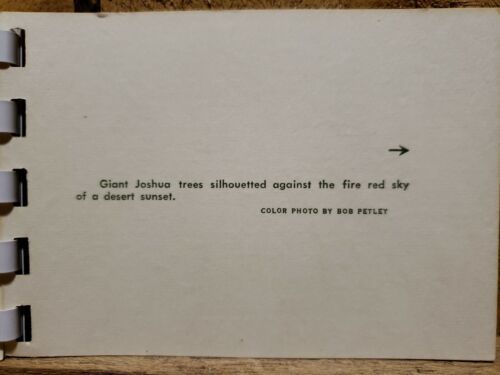 →
Giant Joshua trees silhouetted against the fire red sky
of a desert sunset.
COLOR PHOTO BY BOB PETLEY